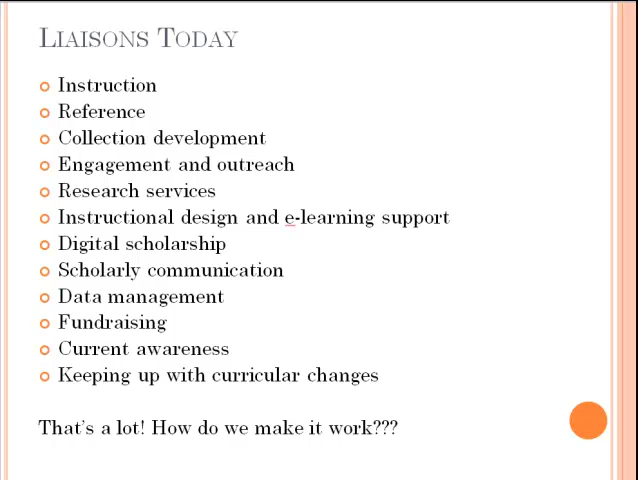 Liaisons Today
Instruction
Reference
Collection development
Engagement and outreach
Research services
Instructional design and e-learning support
Digital scholarship
Scholarly communication
Data management
Fundraising
Current awareness
Keeping up with curricular changes
That's a lot! How do we make it work???